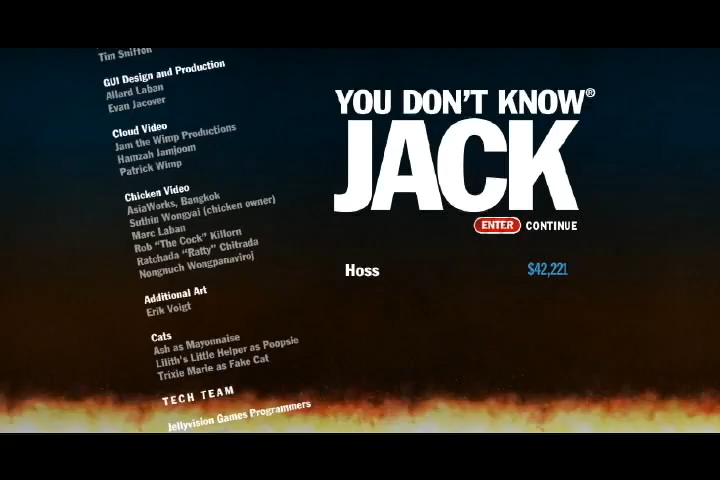 Tim Sniffen
GUI Design and Production
Allard Laban
Evan Jacover
Cloud Video
Jam the Wimp Productions
Hamzah Jamjoom
Patrick Wimp
Chicken Video
AsiaWorks, Bangkok
Suthin Wongyai (chicken owner)
Marc Laban
Rob "The Cock" Killorn
Ratchada "Ratty" Chitrada
Nongnuch Wongpanaviroj
Additional Art
Erik Voigt
Cats
Ash as Mayonnaise
Lilith's Little Helper as Poopsie
Trixie Marie as Fake Cat
TECH TEAM
Jellyvision Games Programmers
YOU DON'T KNOW®
JACK
ENTER CONTINUE
Hoss $42,221